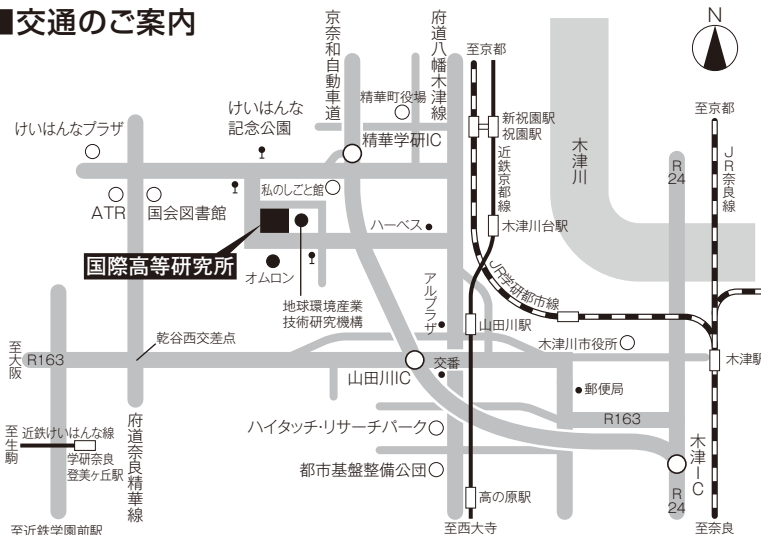 ■交通のご案内
N
京奈和自動車道
府道八幡木津線
至京都
至京都
精華町役場
新祝園駅
祝園駅
けいはんな
記念公園
けいはんなプラザ
精華学研IC
近鉄京都線
木津川
R
24
JR奈良線
私のしごと館
ATR
国会図書館
ハーベス
木津川台駅
国際高等研究所
オムロン
地球環境産業
技術研究機構
JR学研都市線
アルプラザ
山田川駅
乾谷西交差点
木津川市役所
至大阪
R163
交番
木津駅
山田川IC
郵便局
ハイタッチ・リサーチパーク
R163
至生駒
近鉄けいはんな線
学研奈良
登美ヶ丘駅
府道奈良精華線
木津IC
都市基盤整備公団
高の原駅
R
24
至近鉄学園前駅
至西大寺
至奈良